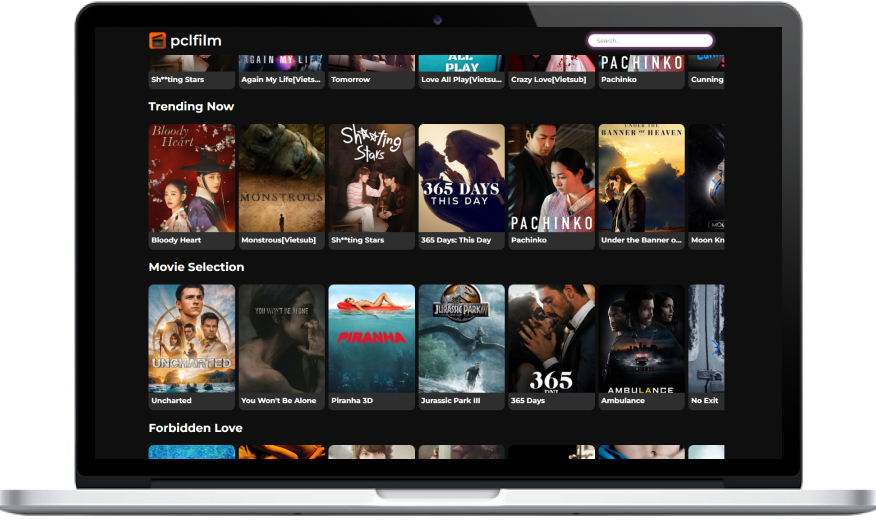 pclfilm
Search...
AGAIN MY LIFE
ALL
PLAY
PACHINKO
Sh**ting Stars
Again My Life[Viets...
Tomorrow
Love All Play[Vietsu...
Crazy Love[Vietsub]
Pachinko
Cunning
Trending Now
Bloody
Heart
MONSTROUS
Sh☆☆ting
Stars
365 DAYS
THIS DAY
PACHINKO
UNDER THE
BANNER OF HEAVEN
Bloody Heart
Monstrous[Vietsub]
Sh**ting Stars
365 Days: This Day
Pachinko
Under the Banner o...
Moon Kn
Movie Selection
UNCHARTED
YOU WON'T BE ALONE
PIRANHA
JURASSIC PARK III
365
DNI
AMBULANCE
Uncharted
You Won't Be Alone
Piranha 3D
Jurassic Park III
365 Days
Ambulance
No Exit
Forbidden Love